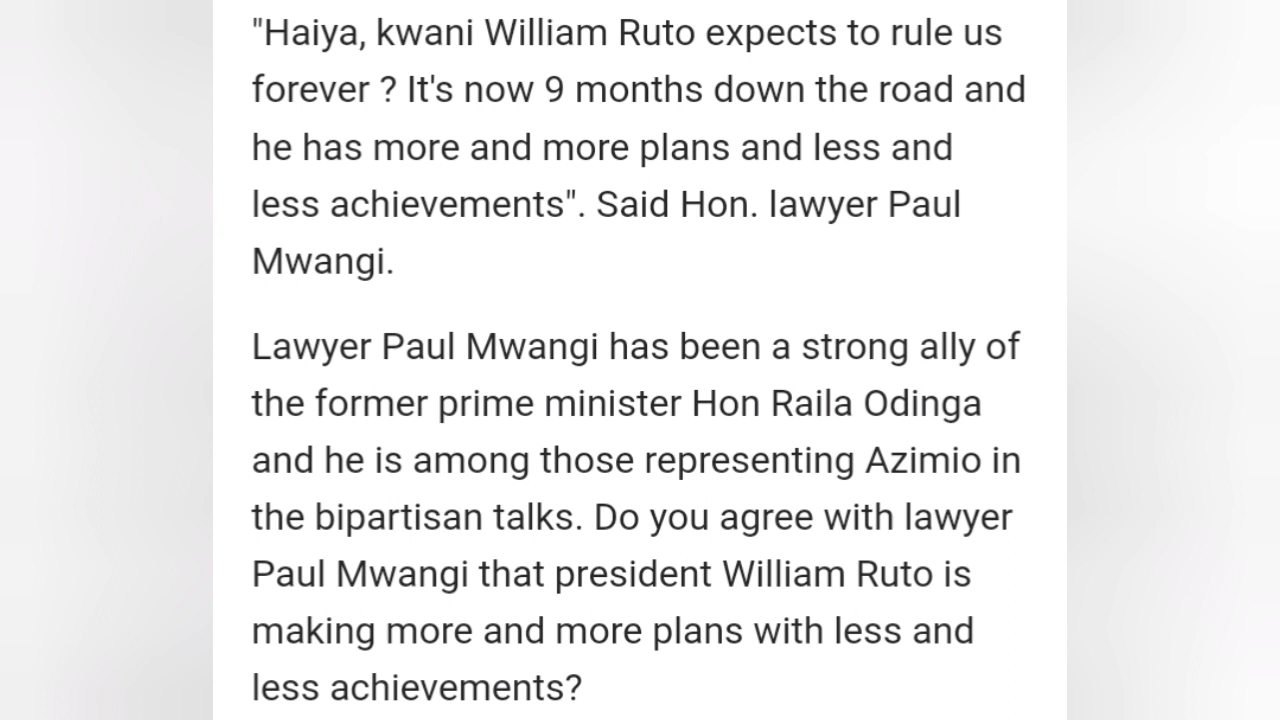 "Haiya, kwani William Ruto expects to rule us
forever ? It's now 9 months down the road and
he has more and more plans and less and
less achievements". Said Hon. lawyer Paul
Mwangi.
Lawyer Paul Mwangi has been a strong ally of
the former prime minister Hon Raila Odinga
and he is among those representing Azimio in
the bipartisan talks. Do you agree with lawyer
Paul Mwangi that president William Ruto is
making more and more plans with less and
less achievements?